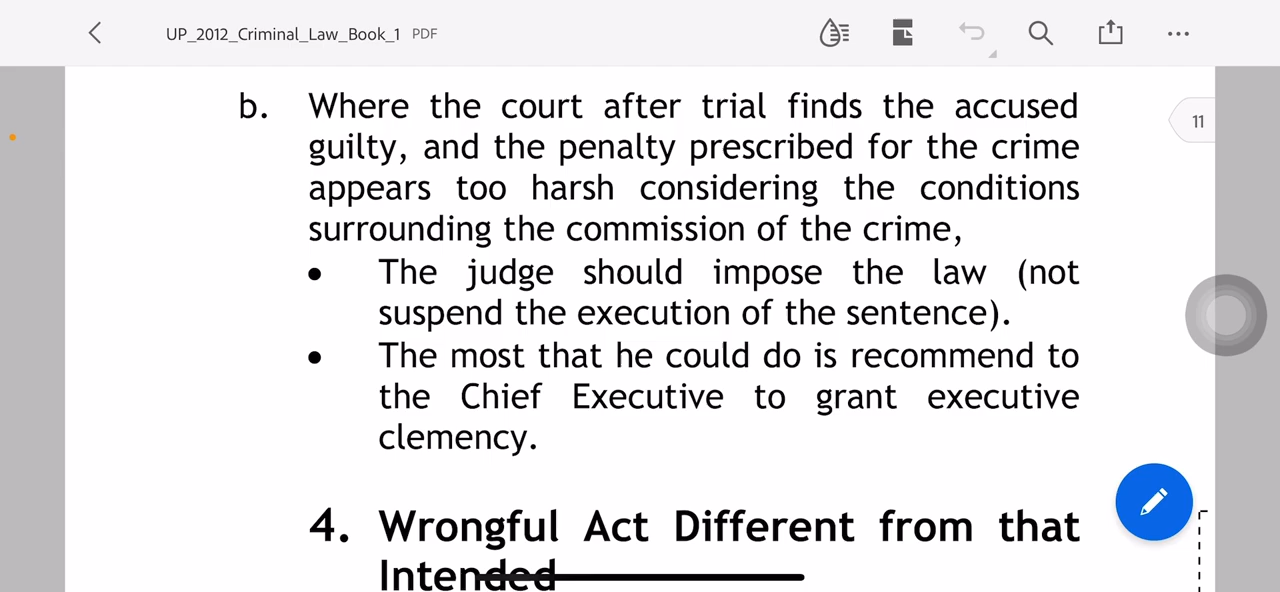 UP_2012_Criminal_Law_Book_1 PDF
b. Where the court after trial finds the accused
11
guilty, and the penalty prescribed for the crime
appears too harsh considering the conditions
surrounding the commission of the crime,
• The judge should impose the law (not
suspend the execution of the sentence).
• The most that he could do is recommend to
the Chief Executive to grant executive
clemency.
4. Wrongful Act Different from that
Intended